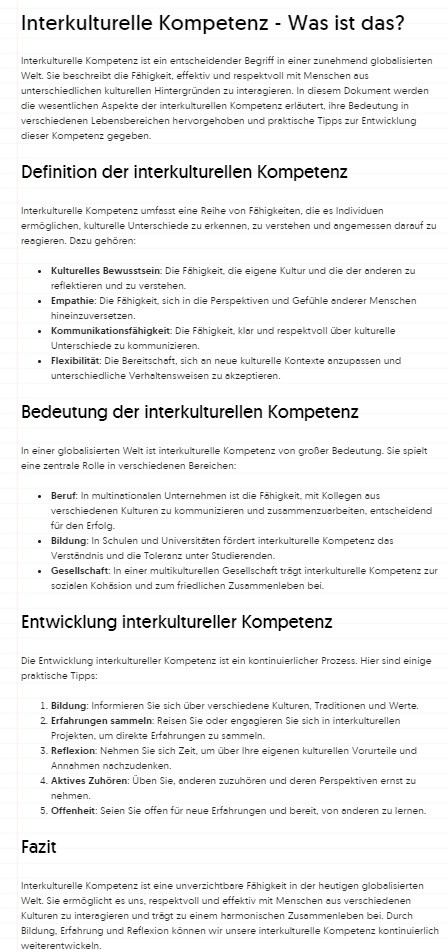 Interkulturelle Kompetenz - Was ist das?
Interkulturelle Kompetenz ist ein entscheidender Begriff in einer zunehmend globalisierten
Welt. Sie beschreibt die Fähigkeit, effektiv und respektvoll mit Menschen aus
unterschiedlichen kulturellen Hintergründen zu interagieren. In diesem Dokument werden
die wesentlichen Aspekte der interkulturellen Kompetenz erläutert, ihre Bedeutung in
verschiedenen Lebensbereichen hervorgehoben und praktische Tipps zur Entwicklung
dieser Kompetenz gegeben.
Definition der interkulturellen Kompetenz
Interkulturelle Kompetenz umfasst eine Reihe von Fähigkeiten, die es Individuen
ermöglichen, kulturelle Unterschiede zu erkennen, zu verstehen und angemessen darauf zu
reagieren. Dazu gehören:
• Kulturelles Bewusstsein: Die Fähigkeit, die eigene Kultur und die der anderen zu
reflektieren und zu verstehen.
• Empathie: Die Fähigkeit, sich in die Perspektiven und Gefühle anderer Menschen
hineinzuversetzen.
• Kommunikationsfähigkeit: Die Fähigkeit, klar und respektvoll über kulturelle
Unterschiede zu kommunizieren.
• Flexibilität: Die Bereitschaft, sich an neue kulturelle Kontexte anzupassen und
unterschiedliche Verhaltensweisen zu akzeptieren.
Bedeutung der interkulturellen Kompetenz
In einer globalisierten Welt ist interkulturelle Kompetenz von großer Bedeutung. Sie spielt
eine zentrale Rolle in verschiedenen Bereichen:
• Beruf: In multinationalen Unternehmen ist die Fähigkeit, mit Kollegen aus
verschiedenen Kulturen zu kommunizieren und zusammenzuarbeiten, entscheidend
für den Erfolg.
• Bildung: In Schulen und Universitäten fördert interkulturelle Kompetenz das
Verständnis und die Toleranz unter Studierenden.
• Gesellschaft: In einer multikulturellen Gesellschaft trägt interkulturelle Kompetenz zur
sozialen Kohäsion und zum friedlichen Zusammenleben bei.
Entwicklung interkultureller Kompetenz
Die Entwicklung interkultureller Kompetenz ist ein kontinuierlicher Prozess. Hier sind einige
praktische Tipps:
1. Bildung: Informieren Sie sich über verschiedene Kulturen, Traditionen und Werte.
2. Erfahrungen sammeln: Reisen Sie oder engagieren Sie sich in interkulturellen
Projekten, um direkte Erfahrungen zu sammeln.
3. Reflexion: Nehmen Sie sich Zeit, um über Ihre eigenen kulturellen Vorurteile und
Annahmen nachzudenken.
4. Aktives Zuhören: Üben Sie, anderen zuzuhören und deren Perspektiven ernst zu
nehmen.
5. Offenheit: Seien Sie offen für neue Erfahrungen und bereit, von anderen zu lernen.
Fazit
Interkulturelle Kompetenz ist eine unverzichtbare Fähigkeit in der heutigen globalisierten
Welt. Sie ermöglicht es uns, respektvoll und effektiv mit Menschen aus verschiedenen
Kulturen zu interagieren und trägt zu einem harmonischen Zusammenleben bei. Durch
Bildung, Erfahrung und Reflexion können wir unsere interkulturelle Kompetenz kontinuierlich
weiterentwickeln.